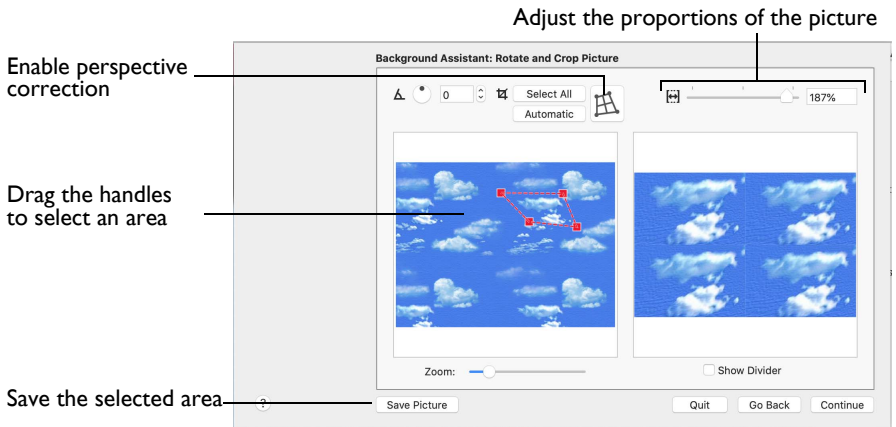 Adjust the proportions of the picture
Background Assistant: Rotate and Crop Picture
Enable perspective
correction
0
Select All
Automatic
187%
Drag the handles
to select an area
Zoom:
Show Divider
Save the selected area
?
Save Picture
Quit
Go Back
Continue